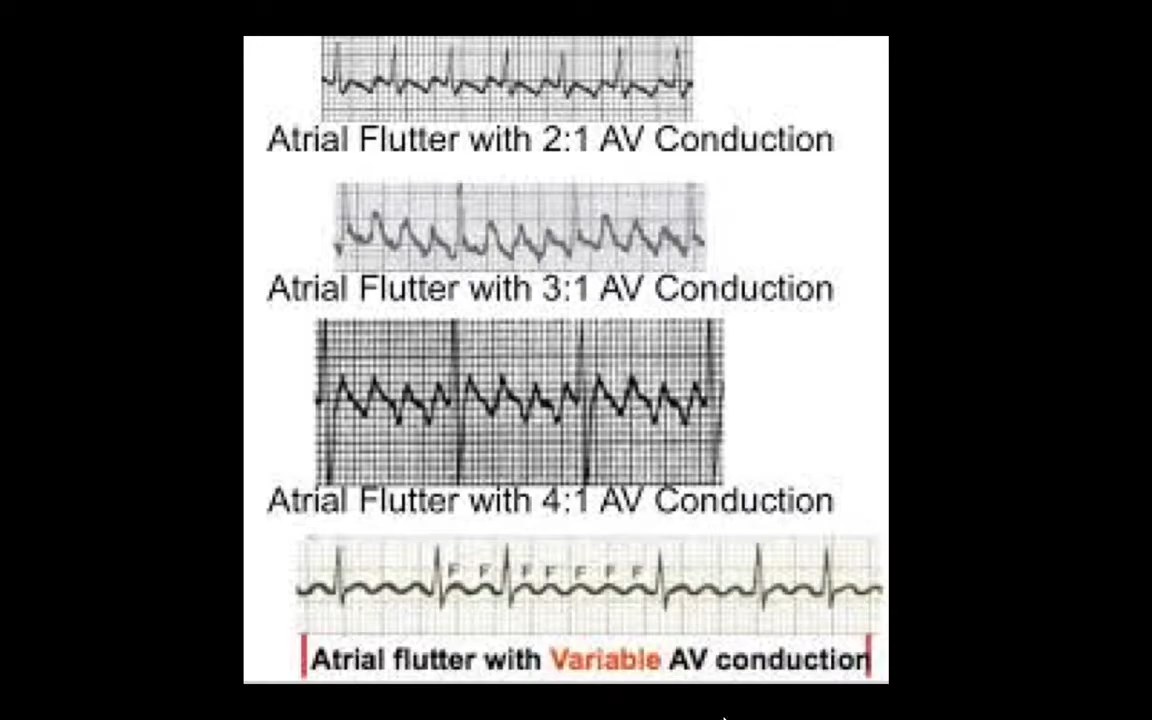 Atrial Flutter with 2:1 AV Conduction
Atrial Flutter with 3:1 AV Conduction
Atrial Flutter with 4:1 AV Conduction
F F F F F F F
Atrial flutter with Variable AV conduction